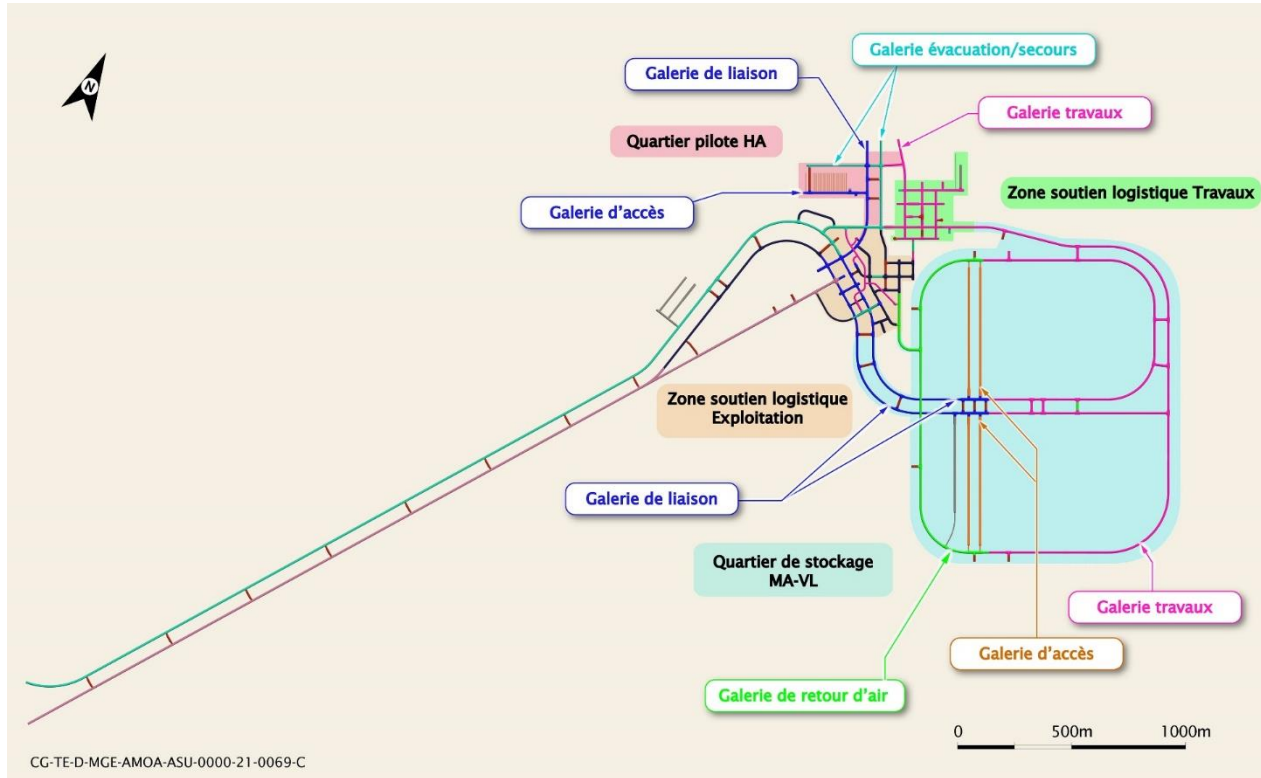 Galerie évacuation/secours
Galerie de liaison
Galerie travaux
Quartier pilote HA
Zone soutien logistique Travaux
Galerie d'accès
Zone soutien logistique
Exploitation
Galerie de liaison
Quartier de stockage
MA-VL
Galerie travaux
Galerie d'accès
Galerie de retour d'air
0 500m 1000m
CG-TE-D-MGE-AMOA-ASU-0000-21-0069-C
N